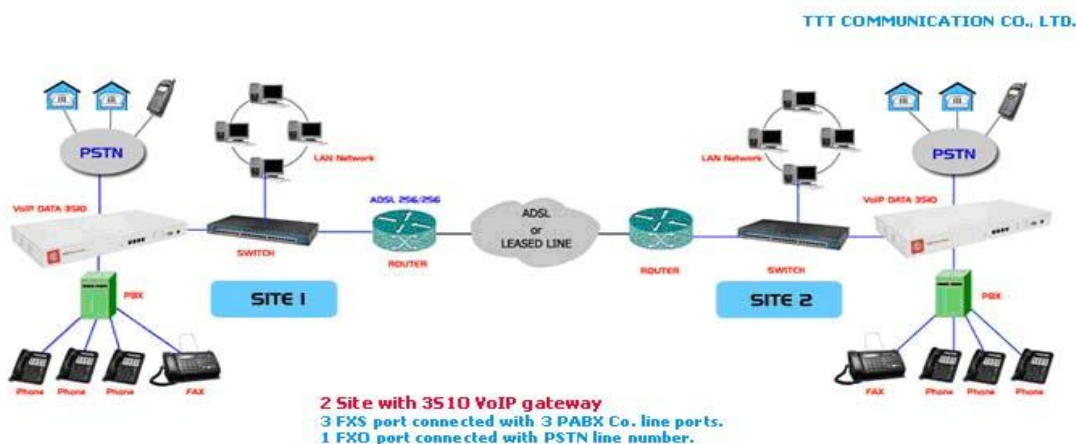 TTT COMMUNICATION CO., LTD.
PSTN
LAN Network
VoIP DATA 3S10
ADSL 256/256
SWITCH
ROUTER
ADSL
or
LEASED LINE
ROUTER
LAN Network
SWITCH
PSTN
VoIP DATA 3S10
PBX
SITE 1
Phone Phone Phone FAX
SITE 2
PBX
FAX Phone Phone Phone
2 Site with 3S10 VoIP gateway
3 FXS port connected with 3 PABX Co. line ports.
1 FXO port connected with PSTN line number.